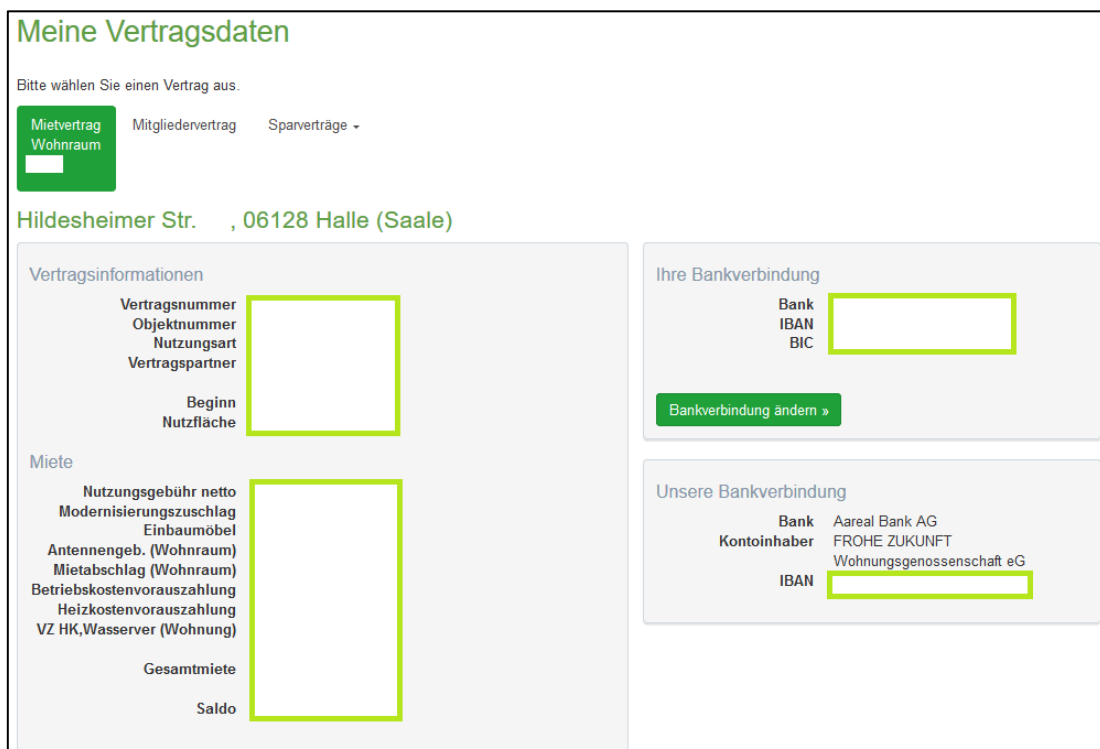 Meine Vertragsdaten
Bitte wählen Sie einen Vertrag aus.
Mietvertrag
Wohnraum
Mitgliedervertrag
Sparverträge
Hildesheimer Str. , 06128 Halle (Saale)
Vertragsinformationen
Vertragsnummer
Objektnummer
Nutzungsart
Vertragspartner
Beginn
Nutzfläche
Miete
Nutzungsgebühr netto
Modernisierungszuschlag
Einbaumöbel
Antennengeb. (Wohnraum)
Mietabschlag (Wohnraum)
Betriebskostenvorauszahlung
Heizkostenvorauszahlung
VZ HK,Wasserver (Wohnung)
Gesamtmiete
Saldo
Ihre Bankverbindung
Bank
IBAN
BIC
Bankverbindung ändern »
Unsere Bankverbindung
Bank Aareal Bank AG
Kontoinhaber FROHE ZUKUNFT
Wohnungsgenossenschaft eG
IBAN